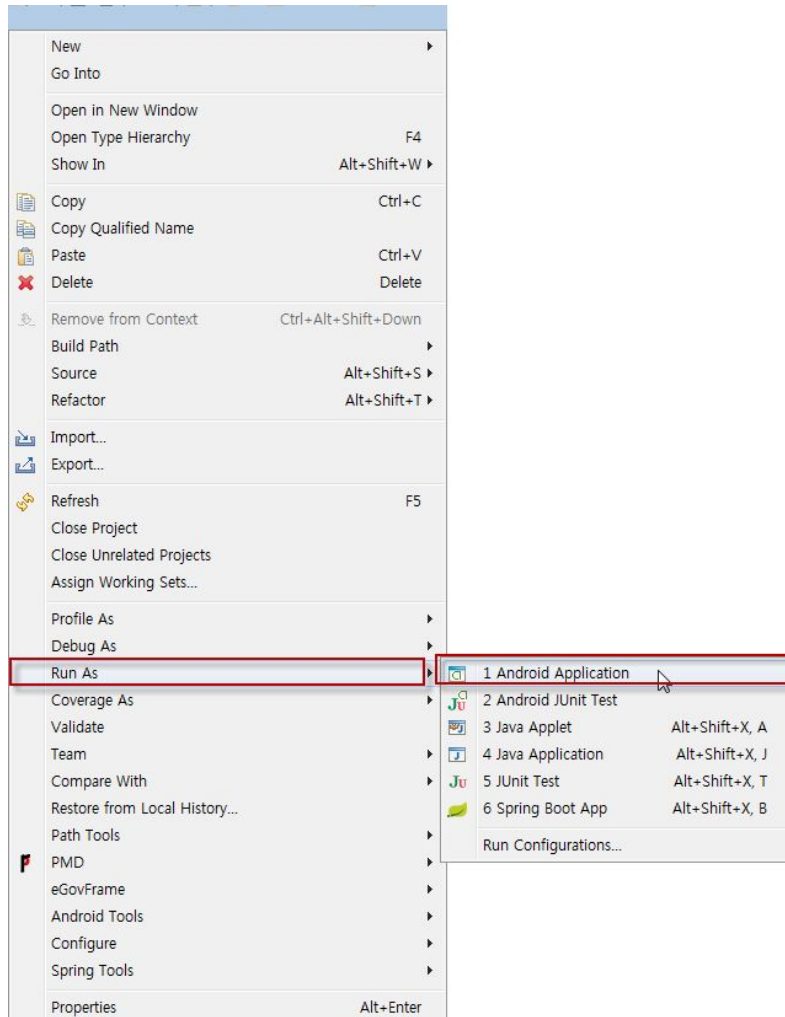 New
Go Into
Open in New Window
Open Type Hierarchy F4
Show In Alt+Shift+W
Copy Ctrl+C
Copy Qualified Name
Paste Ctrl+V
Delete Delete
Remove from Context Ctrl+Alt+Shift+Down
Build Path
Source Alt+Shift+S
Refactor Alt+Shift+T
Import...
Export...
Refresh F5
Close Project
Close Unrelated Projects
Assign Working Sets...
Profile As
Debug As
Run As
Coverage As
Validate
Team
Compare With
Restore from Local History...
Path Tools
PMD
eGovFrame
Android Tools
Configure
Spring Tools
Properties Alt+Enter
1 Android Application
2 Android JUnit Test
3 Java Applet Alt+Shift+X, A
4 Java Application Alt+Shift+X, J
5 JUnit Test Alt+Shift+X, T
6 Spring Boot App Alt+Shift+X, B
Run Configurations...